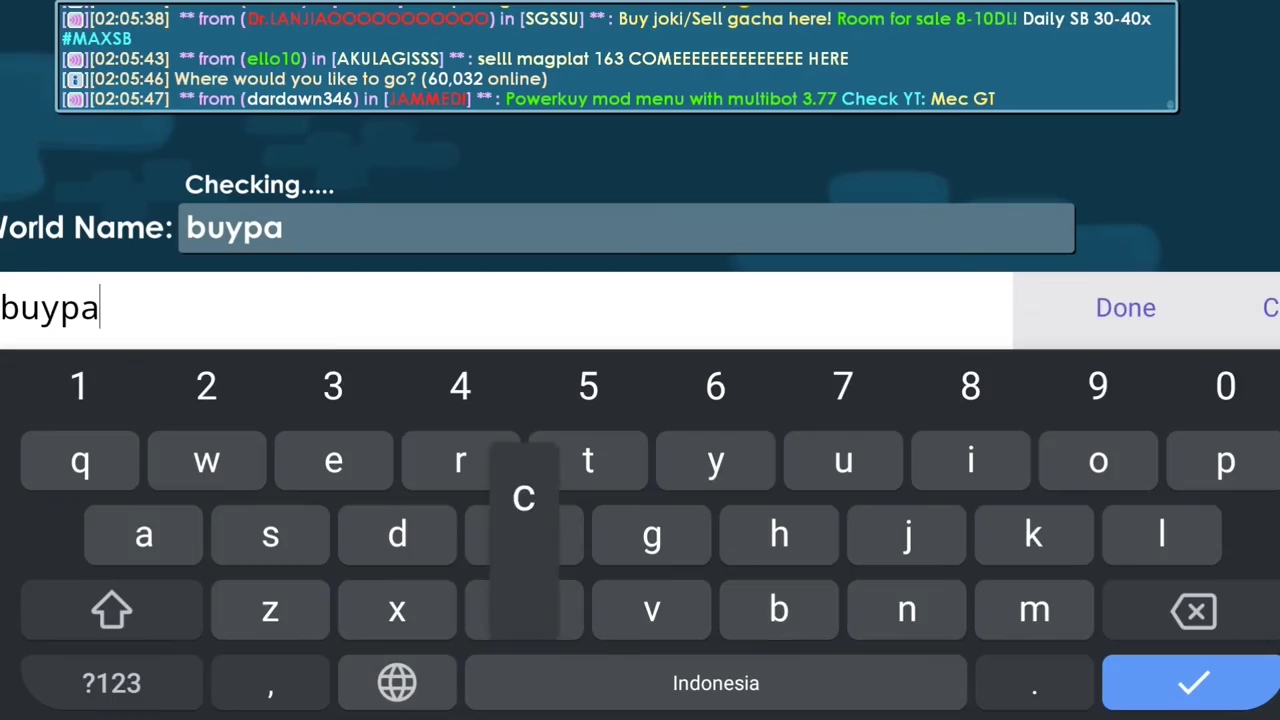 [02:05:38] ** from (Dr.LANJIAOOOOOOOOOOO) in [SGSSU] ** : Buy joki/Sell gacha here! Room for sale 8-10DL! Daily SB 30-40x
#MAXSB
[02:05:43] ** from (ello10) in [AKULAGISSS] ** : selll magplat 163 COMEEEEEEEEEEEEE HERE
[02:05:46] Where would you like to go? (60,032 online)
[02:05:47] ** from (dardawn346) in [JAMMED!] ** : Powerkuy mod menu with multibot 3.77 Check YT: Mec GT
Checking.....
World Name: buypa
buypa Done C
1 2 3 4 5 6 7 8 9 0
q w e r t y u i o p
c
a s d g h j k l
z x v b n m
?123 , Indonesia .